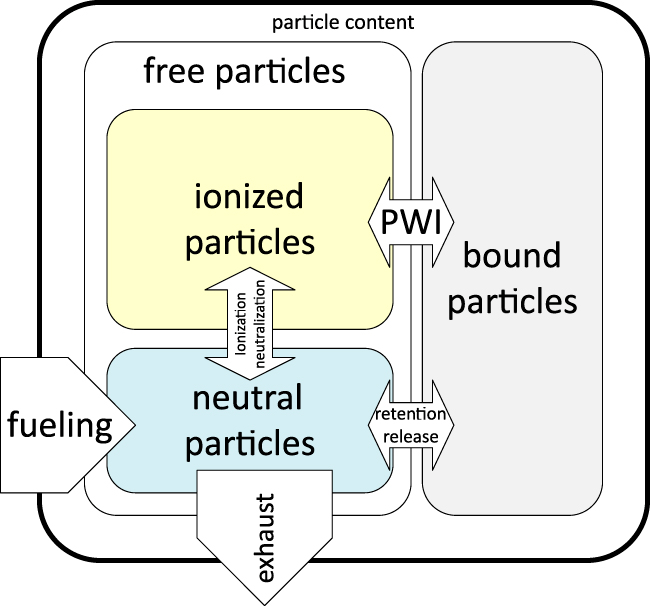 particle content
free particles
ionized
particles
PWI
bound
particles
Ionization
neutralization
neutral
particles
fueling
retention
release
exhaust